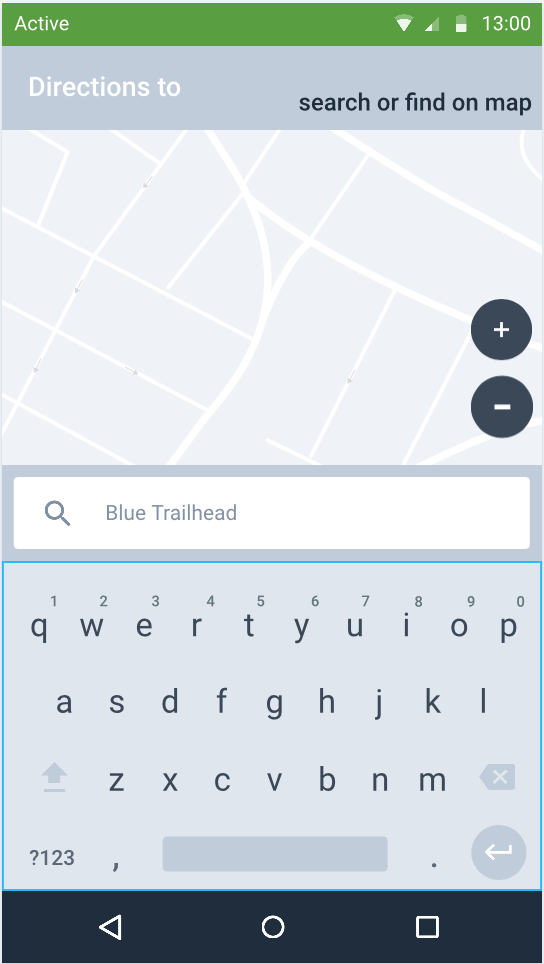 Active 13:00
Directions to
search or find on map
+
-
Blue Trailhead
1 2 3 4 5 6 7 8 9 0
q w e r t y u i o p
a s d f g h j k l
z x c v b n m
?123 , .